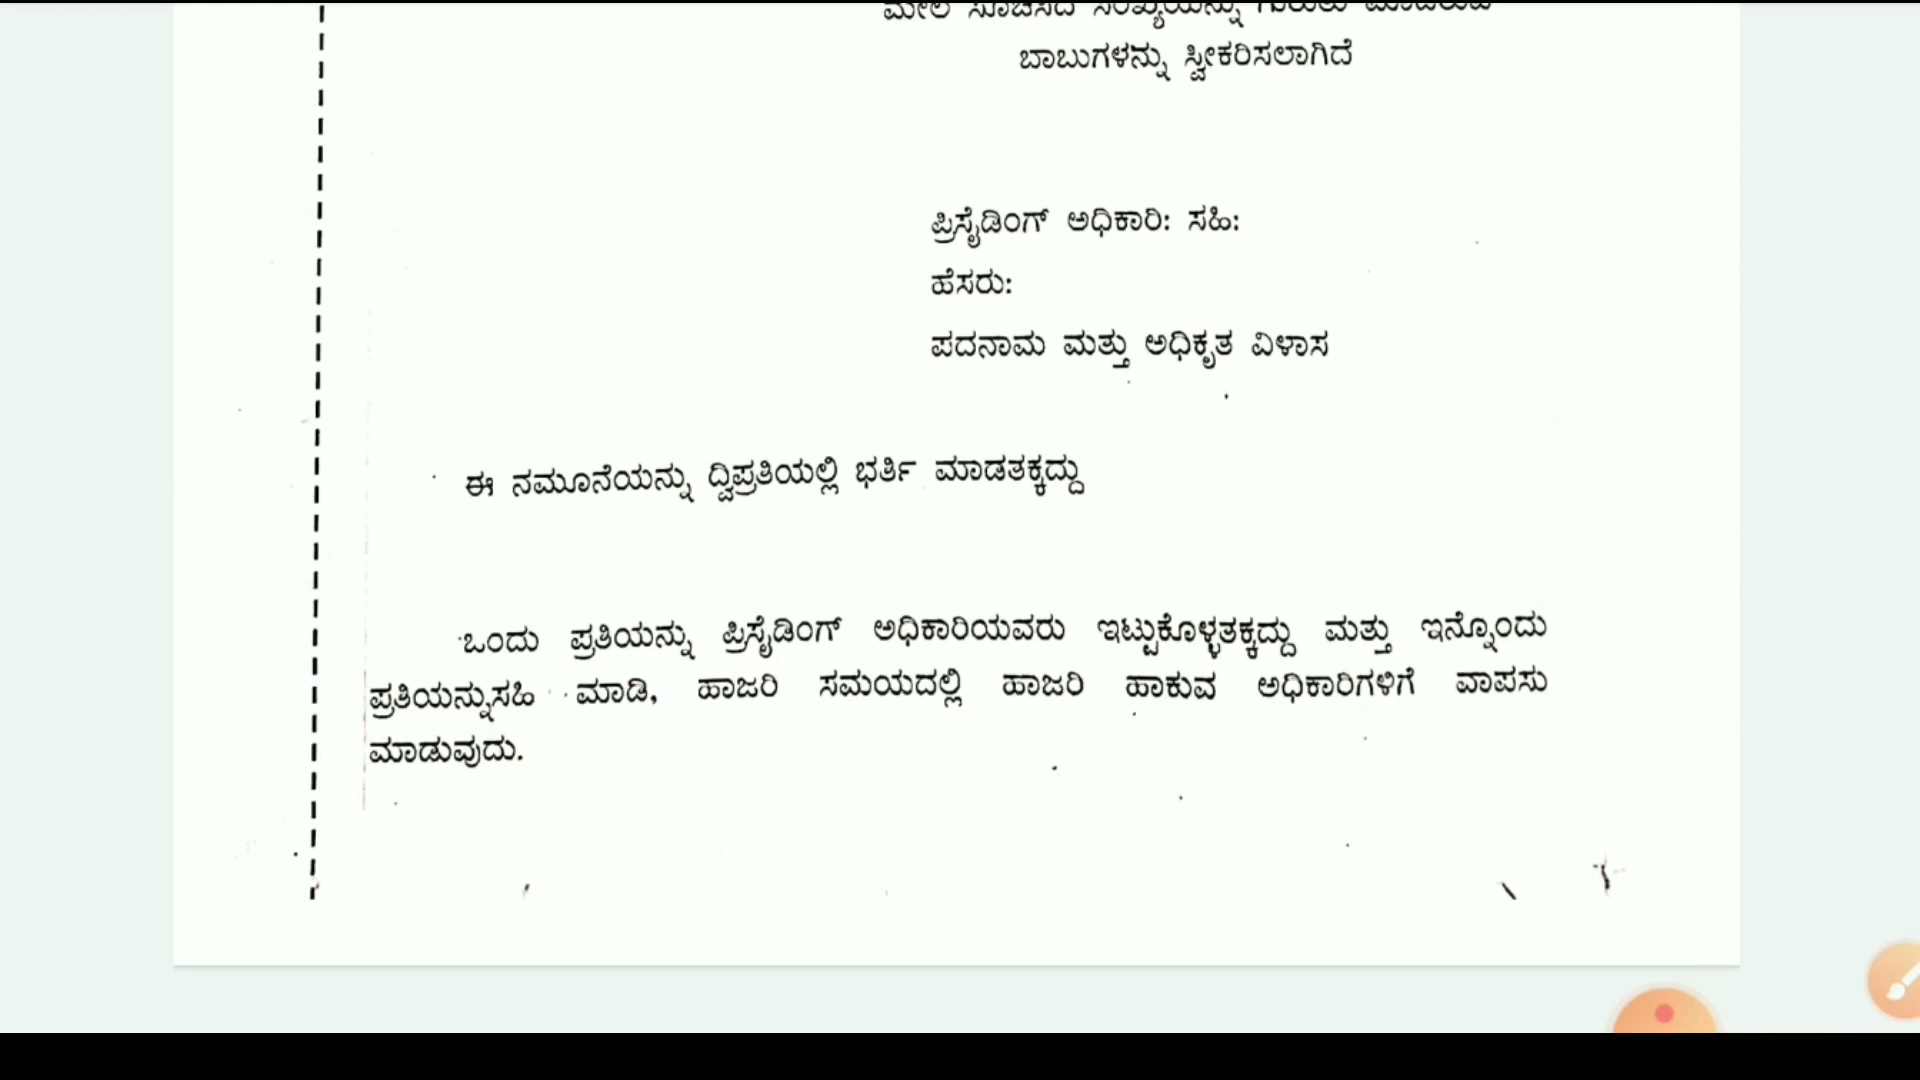 ಮೇಲೆ ಸೂಚಿಸಿದ ಸಂಖ್ಯೆಯನ್ನು ಗುರುತು
ಬಾಬುಗಳನ್ನು ಸ್ವೀಕರಿಸಲಾಗಿದೆ
ಪ್ರಿಸೈಡಿಂಗ್ ಅಧಿಕಾರಿ: ಸಹಿ:
ಹೆಸರು:
ಪದನಾಮ ಮತ್ತು ಅಧಿಕೃತ ವಿಳಾಸ
ಈ ನಮೂನೆಯನ್ನು ದ್ವಿಪ್ರತಿಯಲ್ಲಿ ಭರ್ತಿ ಮಾಡತಕ್ಕದ್ದು
ಒಂದು ಪ್ರತಿಯನ್ನು ಪ್ರಿಸೈಡಿಂಗ್ ಅಧಿಕಾರಿಯವರು ಇಟ್ಟುಕೊಳ್ಳತಕ್ಕದ್ದು ಮತ್ತು ಇನ್ನೊಂದು
ಪ್ರತಿಯನ್ನುಸಹಿ ಮಾಡಿ, ಹಾಜರಿ ಸಮಯದಲ್ಲಿ ಹಾಜರಿ ಹಾಕುವ ಅಧಿಕಾರಿಗಳಿಗೆ ವಾಪಸು
ಮಾಡುವುದು.